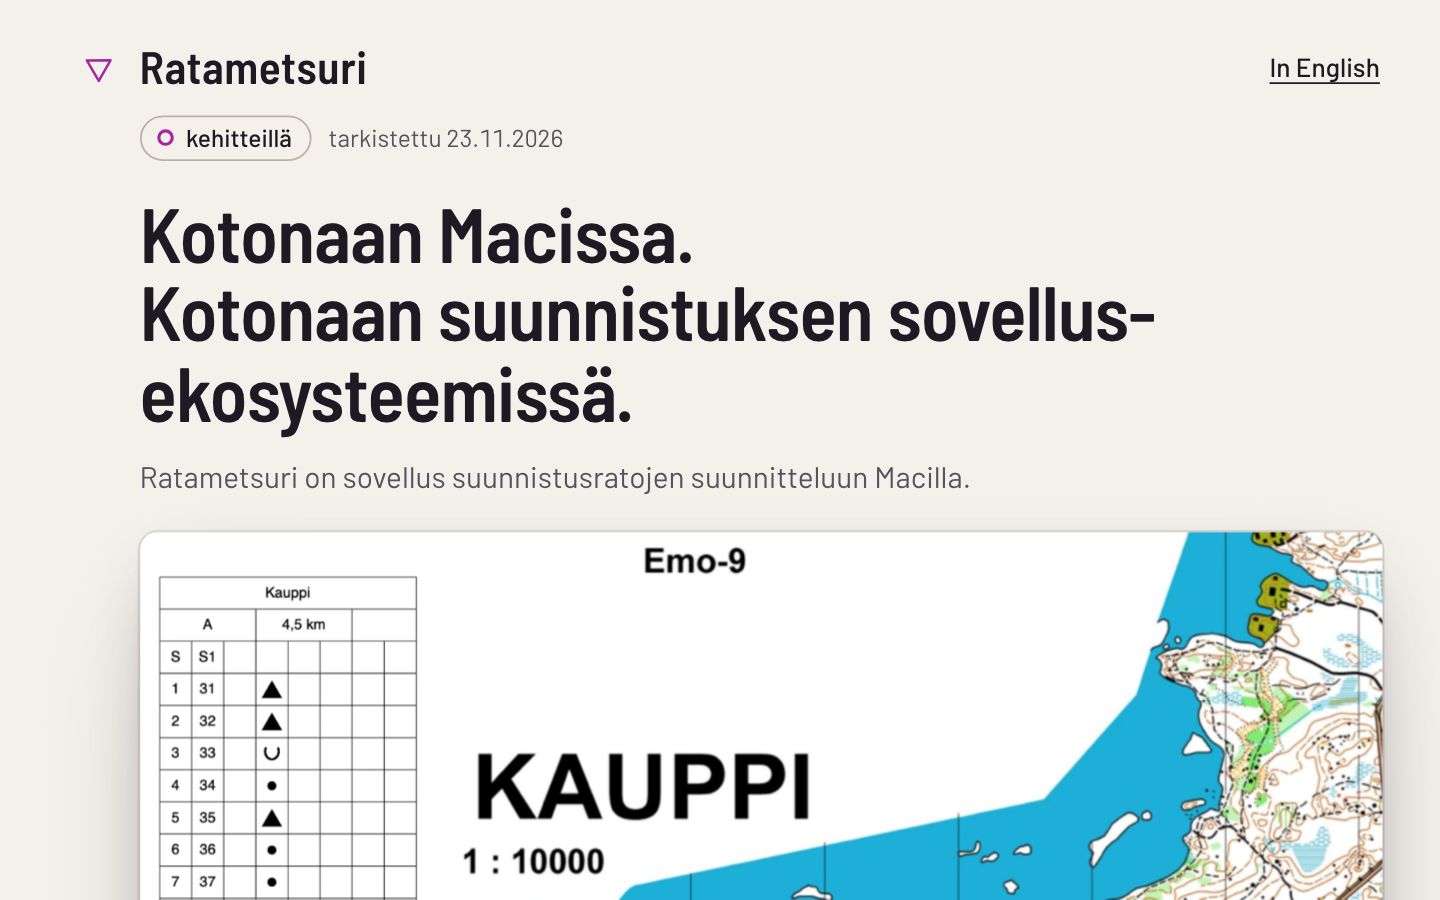 Ratametsuri
In English
kehitteillä
tarkistettu 23.11.2026
Kotonaan Macissa.
Kotonaan suunnistuksen sovellus-
ekosysteemissä.
Ratametsuri on sovellus suunnistusratojen suunnitteluun Macilla.
Emo-9
Kauppi
A 4,5 km
S S1
1 31
2 32
3 33
4 34
5 35
6 36
7 37
KAUPPI
1 : 10000